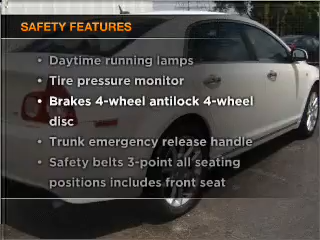 SAFETY FEATURES
• Daytime running lamps
• Tire pressure monitor
• Brakes 4-wheel antilock 4-wheel
disc
• Trunk emergency release handle
• Safety belts 3-point all seating
positions includes front seat